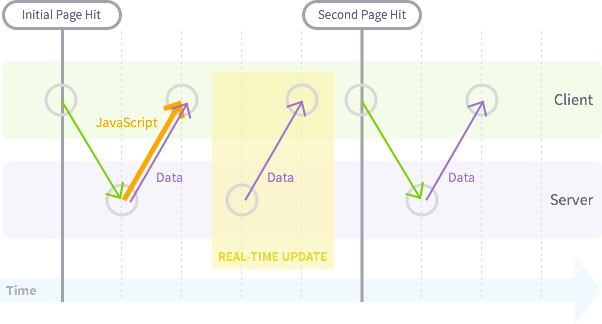 Initial Page Hit
Second Page Hit
Client
JavaScript
Data
Data
Data
Server
REAL-TIME UPDATE
Time